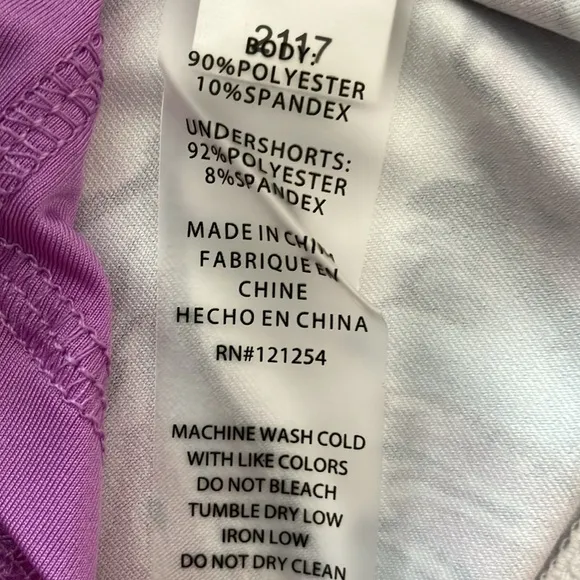 2117
BODY:
90%POLYESTER
10%SPANDEX
UNDERSHORTS:
92%POLYESTER
8%SPANDEX
MADE IN CHINA
FABRIQUE EN
CHINE
HECHO EN CHINA
RN#121254
MACHINE WASH COLD
WITH LIKE COLORS
DO NOT BLEACH
TUMBLE DRY LOW
IRON LOW
DO NOT DRY CLEAN